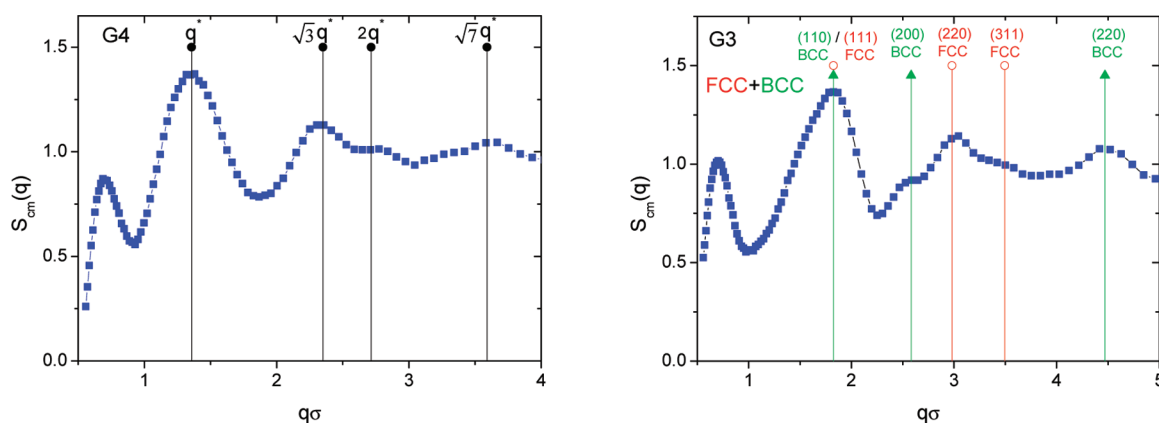 G4
q*
√3q*
2q*
√7q*
1.5
1.0
0.5
0.0
S_cm(q)
1
2
3
4
qσ
G3
(110) / (111)
BCC FCC
(200)
BCC
(220)
FCC
(311)
FCC
(220)
BCC
FCC+BCC
1.5
1.0
0.5
0.0
S_cm(q)
1
2
3
4
5
qσ